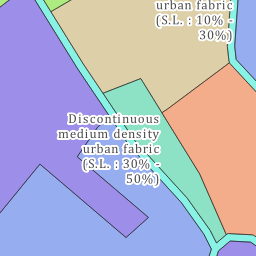 urban fabric
(S.L. : 10% -
30%)
Discontinuous
medium density
urban fabric
(S.L. : 30% -
50%)